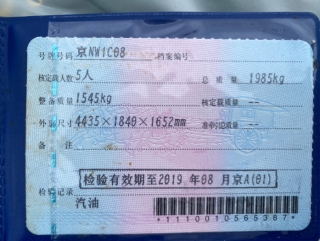 号牌号码 京NW1C08 档案编号
核定载人数 5人 总质量 1985kg
整备质量 1545kg 核定载质量 --
外廓尺寸 4435×1840×1652mm 准牵引总质量 --
备注
检验有效期至2019年08月京A(01)
检验记录
汽油
*1110010565367*